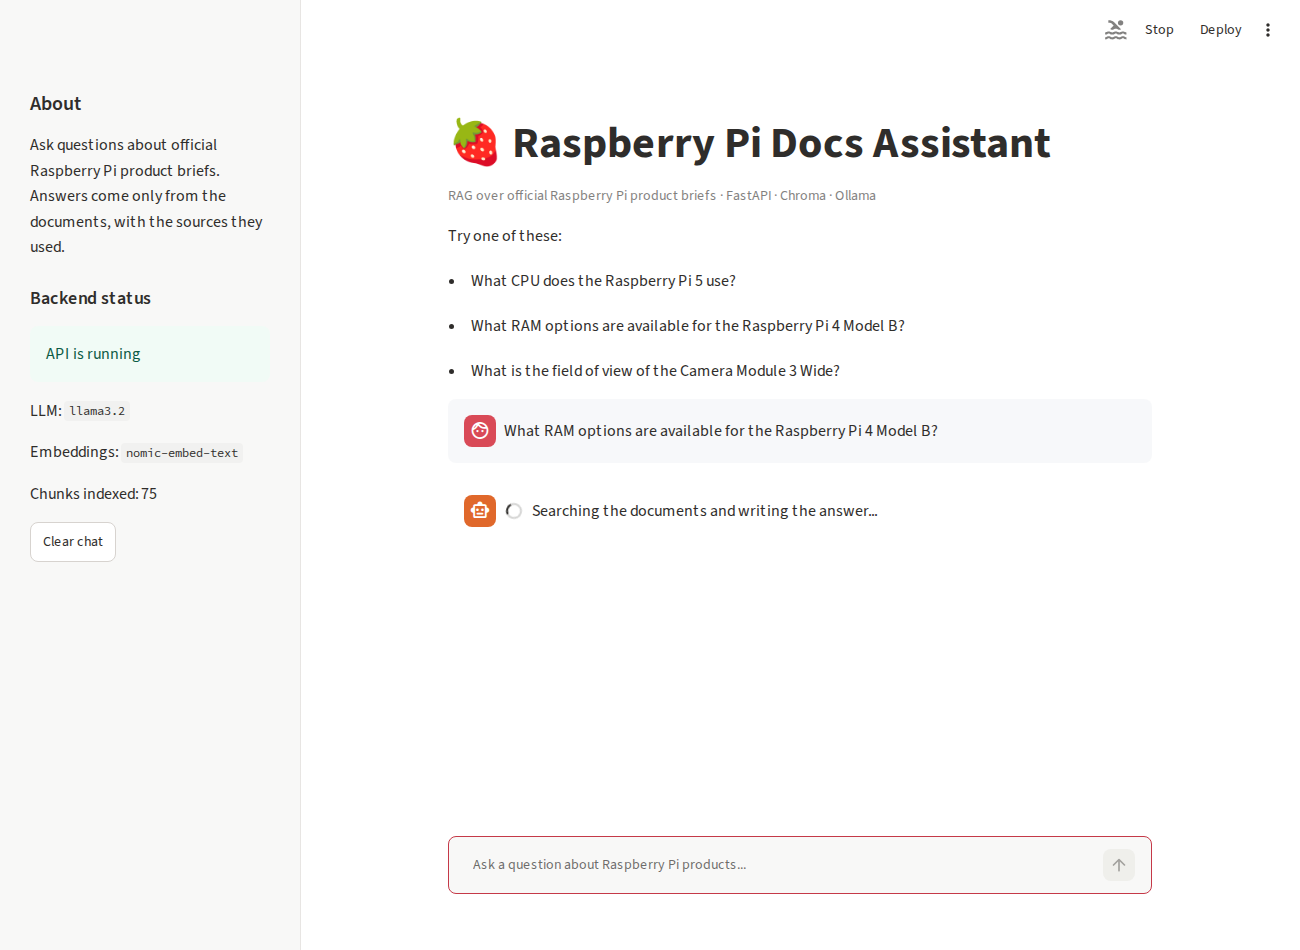 Stop
Deploy
About
Ask questions about official
Raspberry Pi product briefs.
Answers come only from the
documents, with the sources they
used.
Backend status
API is running
LLM: llama3.2
Embeddings: nomic-embed-text
Chunks indexed: 75
Clear chat
Raspberry Pi Docs Assistant
RAG over official Raspberry Pi product briefs · FastAPI · Chroma · Ollama
Try one of these:
• What CPU does the Raspberry Pi 5 use?
• What RAM options are available for the Raspberry Pi 4 Model B?
• What is the field of view of the Camera Module 3 Wide?
What RAM options are available for the Raspberry Pi 4 Model B?
Searching the documents and writing the answer...
Ask a question about Raspberry Pi products...